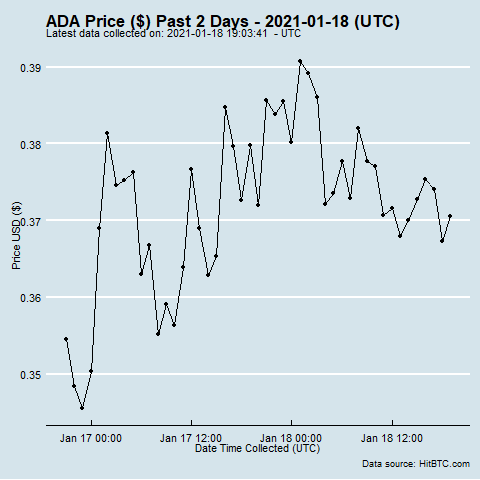 ADA Price ($) Past 2 Days - 2021-01-18 (UTC)
Latest data collected on: 2021-01-18 19:03:41 - UTC
0.39
0.38
0.37
0.36
0.35
Price USD ($)
Jan 17 00:00
Jan 17 12:00
Jan 18 00:00
Jan 18 12:00
Date Time Collected (UTC)
Data source: HitBTC.com